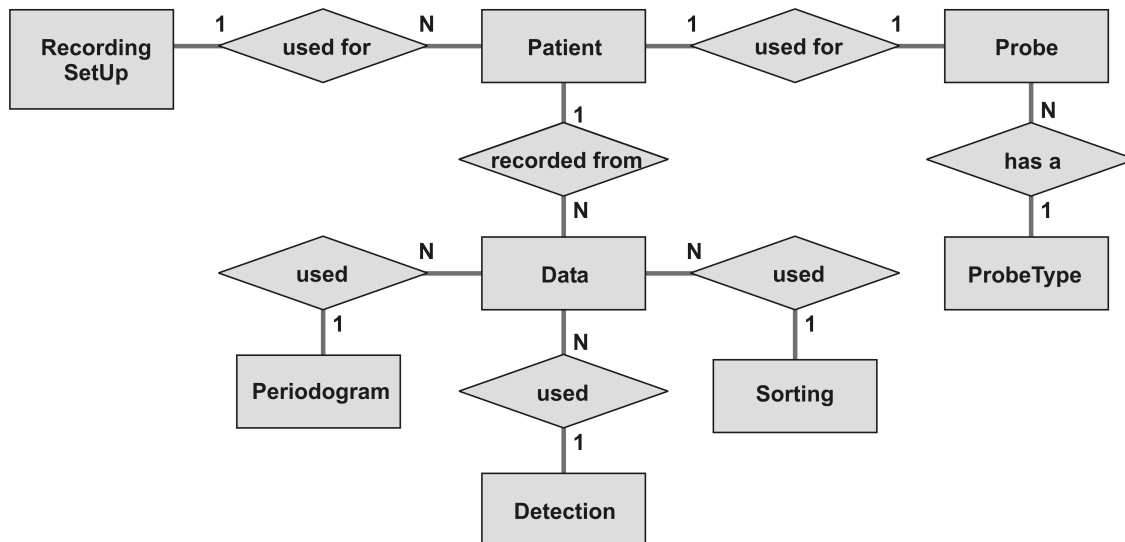 1
N
1
1
Recording
SetUp
used for
Patient
used for
Probe
1
N
recorded from
has a
N
1
N
N
used
Data
used
ProbeType
1
N
1
Periodogram
used
Sorting
1
Detection